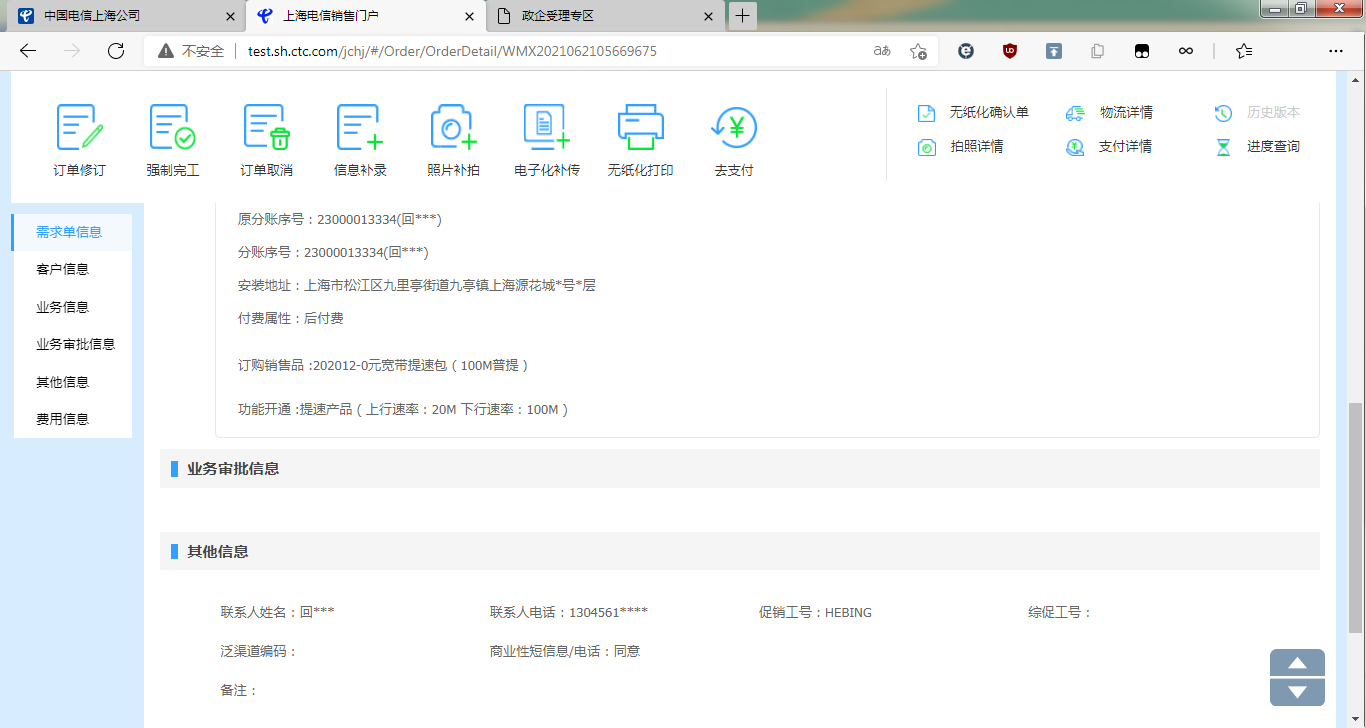 中国电信上海公司
上海电信销售门户
政企受理专区
不安全 test.sh.ctc.com/jchj/#/Order/OrderDetail/WMX2021062105669675 aあ
订单修订 强制完工 订单取消 信息补录 照片补拍 电子化补传 无纸化打印 去支付
无纸化确认单 物流详情 历史版本
拍照详情 支付详情 进度查询
需求单信息
客户信息
业务信息
业务审批信息
其他信息
费用信息
原分账序号：23000013334(回***)
分账序号：23000013334(回***)
安装地址：上海市松江区九里亭街道九亭镇上海源花城*号*层
付费属性：后付费
订购销售品 :202012-0元宽带提速包（100M普提）
功能开通 :提速产品（上行速率：20M 下行速率：100M）
业务审批信息
其他信息
联系人姓名：回*** 联系人电话：1304561**** 促销工号：HEBING 综促工号：
泛渠道编码： 商业性短信息/电话：同意
备注：